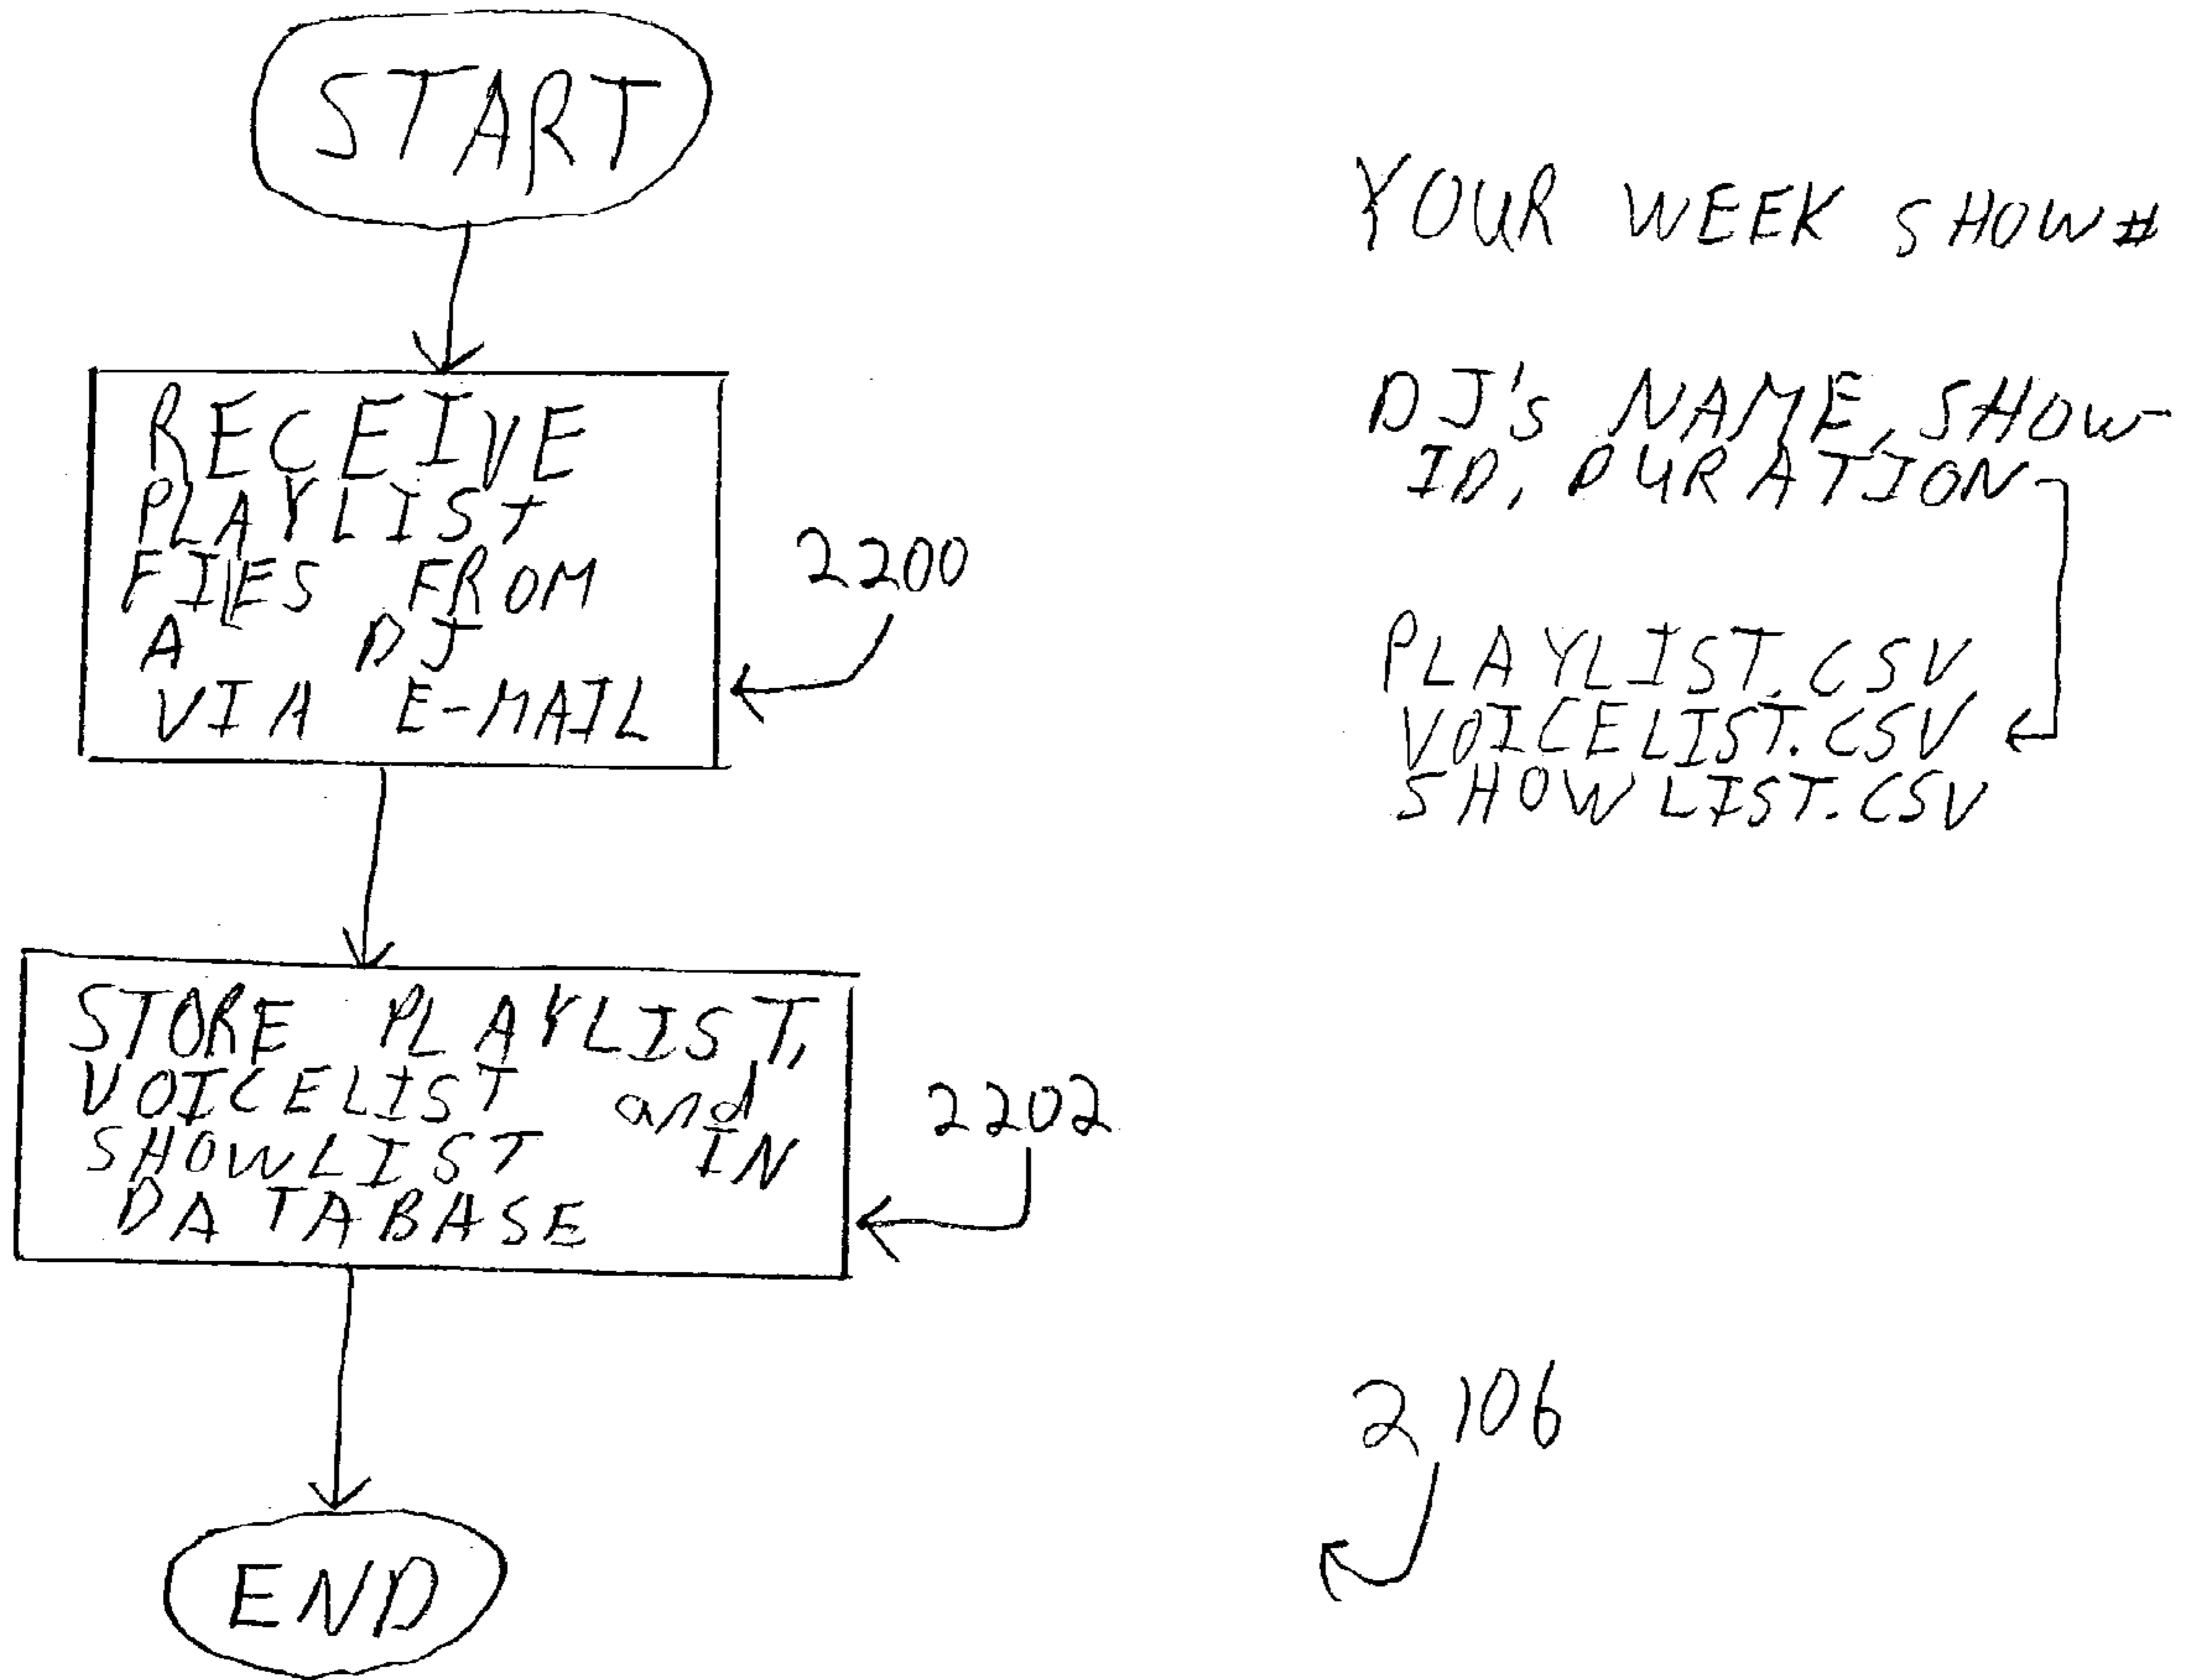 START
RECEIVE
PLAYLIST
FILES FROM
A DJ
VIA E-MAIL
2200
STORE PLAYLIST,
VOICELIST and
SHOWLIST IN
DATABASE
2202
END
YOUR WEEK SHOW#
DJ's NAME, SHOW
ID, DURATION
PLAYLIST.CSV
VOICELIST.CSV
SHOWLIST.CSV
2106